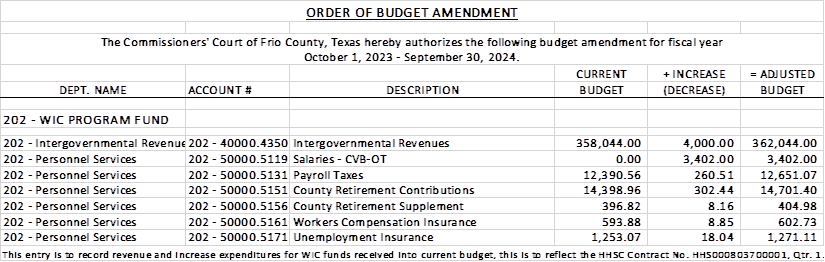 ORDER OF BUDGET AMENDMENT
The Commissioners' Court of Frio County, Texas hereby authorizes the following budget amendment for fiscal year
October 1, 2023 - September 30, 2024.
CURRENT + INCREASE = ADJUSTED
DEPT. NAME ACCOUNT # DESCRIPTION BUDGET (DECREASE) BUDGET
202 - WIC PROGRAM FUND
202 - Intergovernmental Revenue 202 - 40000.4350 Intergovernmental Revenues 358,044.00 4,000.00 362,044.00
202 - Personnel Services 202 - 50000.5119 Salaries - CVB-OT 0.00 3,402.00 3,402.00
202 - Personnel Services 202 - 50000.5131 Payroll Taxes 12,390.56 260.51 12,651.07
202 - Personnel Services 202 - 50000.5151 County Retirement Contributions 14,398.96 302.44 14,701.40
202 - Personnel Services 202 - 50000.5156 County Retirement Supplement 396.82 8.16 404.98
202 - Personnel Services 202 - 50000.5161 Workers Compensation Insurance 593.88 8.85 602.73
202 - Personnel Services 202 - 50000.5171 Unemployment Insurance 1,253.07 18.04 1,271.11
This entry is to record revenue and increase expenditures for WIC funds received into current budget, this is to reflect the HHSC Contract No. HHS000803700001, Qtr. 1.